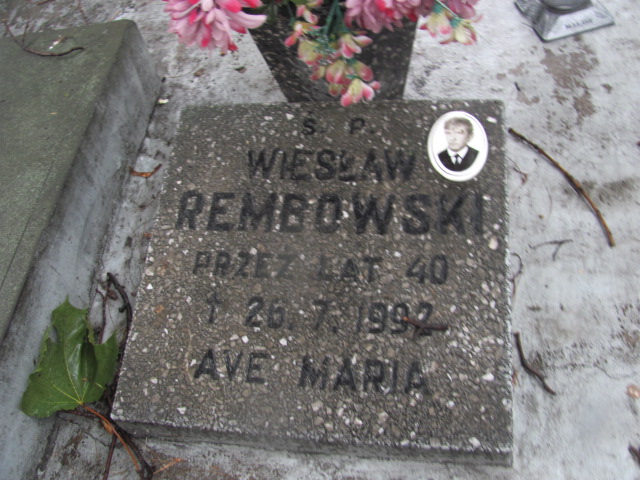 Ś. P.
WIESŁAW
REMBOWSKI
PRZEŻ LAT 40
† 26.7.1992
AVE MARIA